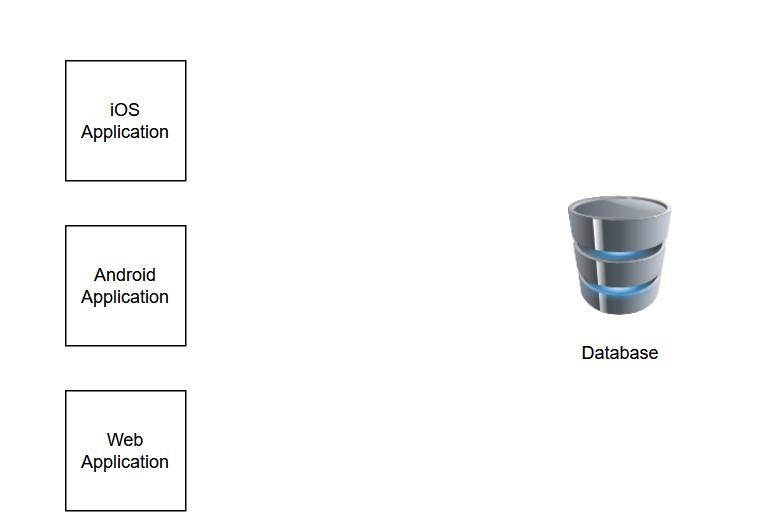 iOS
Application
Android
Application
Database
Web
Application